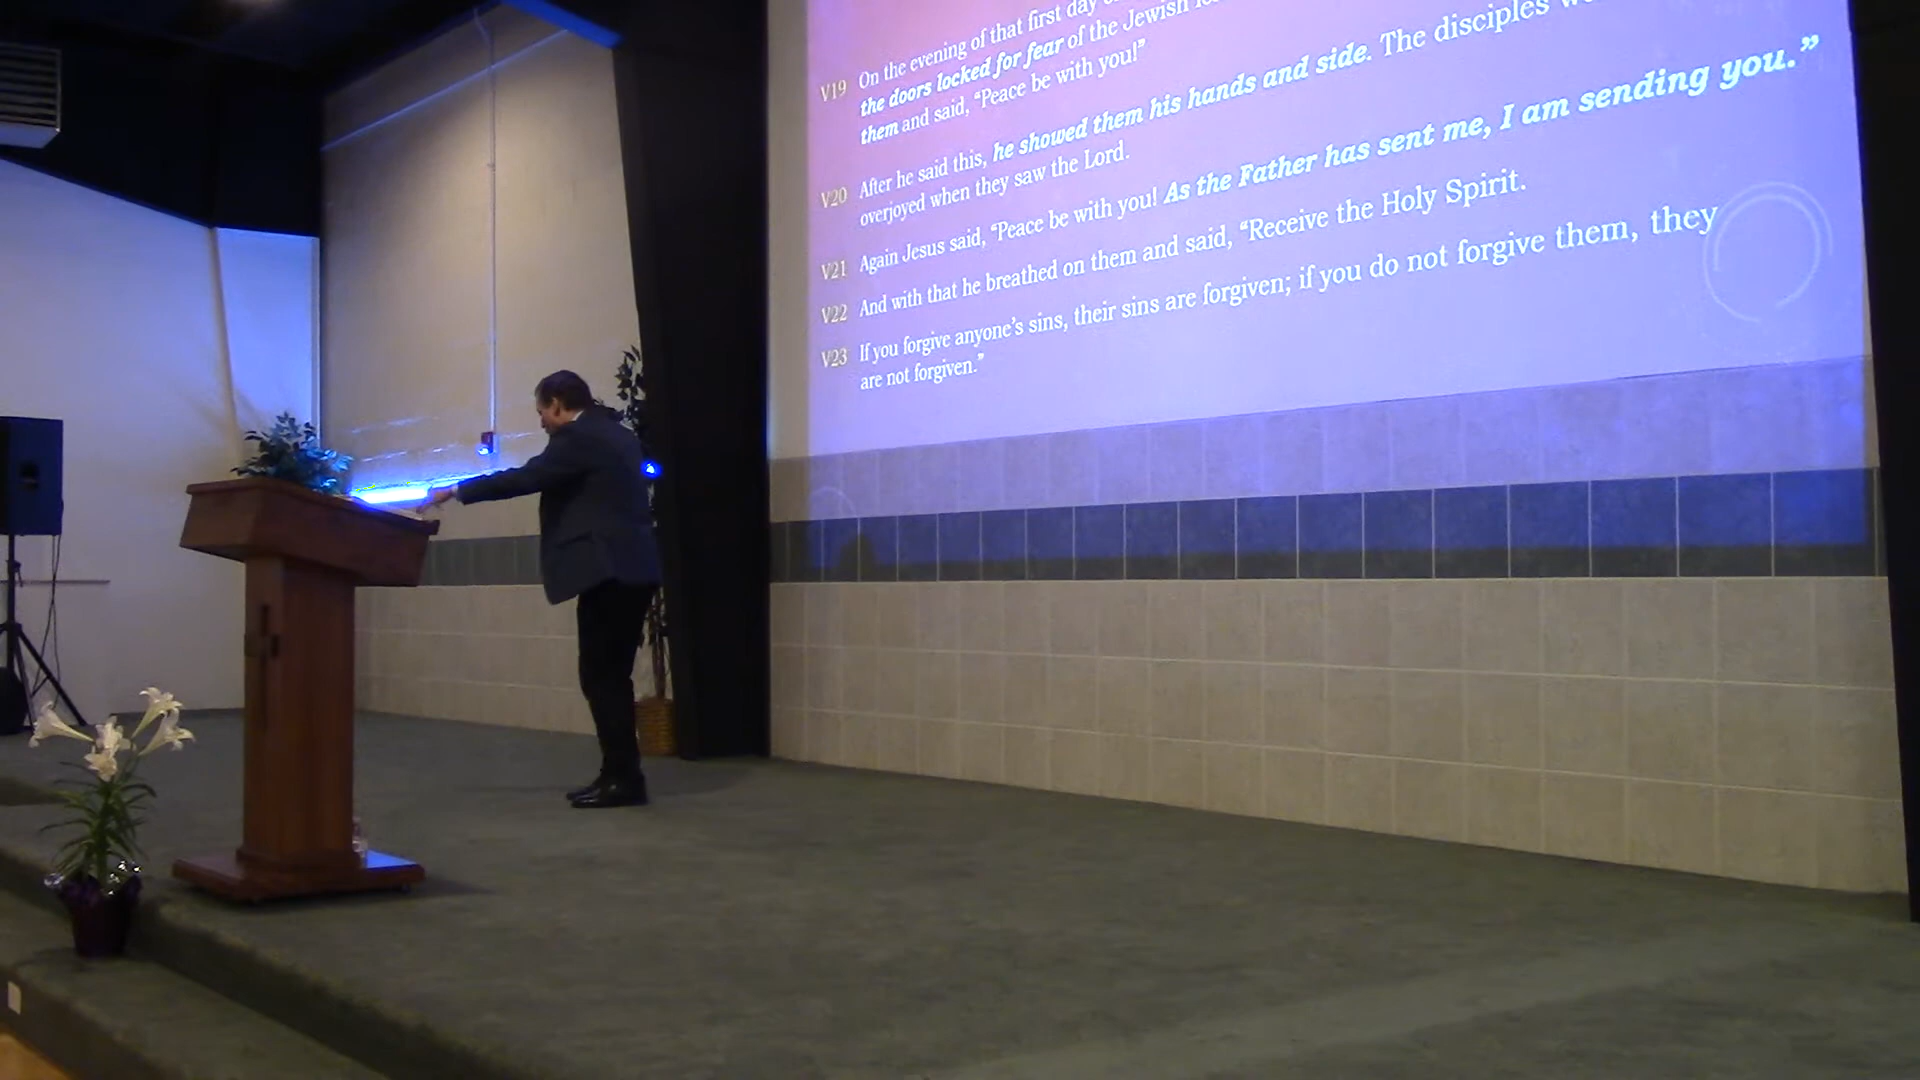 V19 On the evening of that first day
the doors locked for fear of the Jewish
them and said, “Peace be with you!”
V20 After he said this, he showed them his hands and side. The disciples
overjoyed when they saw the Lord.
V21 Again Jesus said, “Peace be with you! As the Father has sent me, I am sending you.”
V22 And with that he breathed on them and said, “Receive the Holy Spirit.
V23 If you forgive anyone’s sins, their sins are forgiven; if you do not forgive them, they
are not forgiven.”